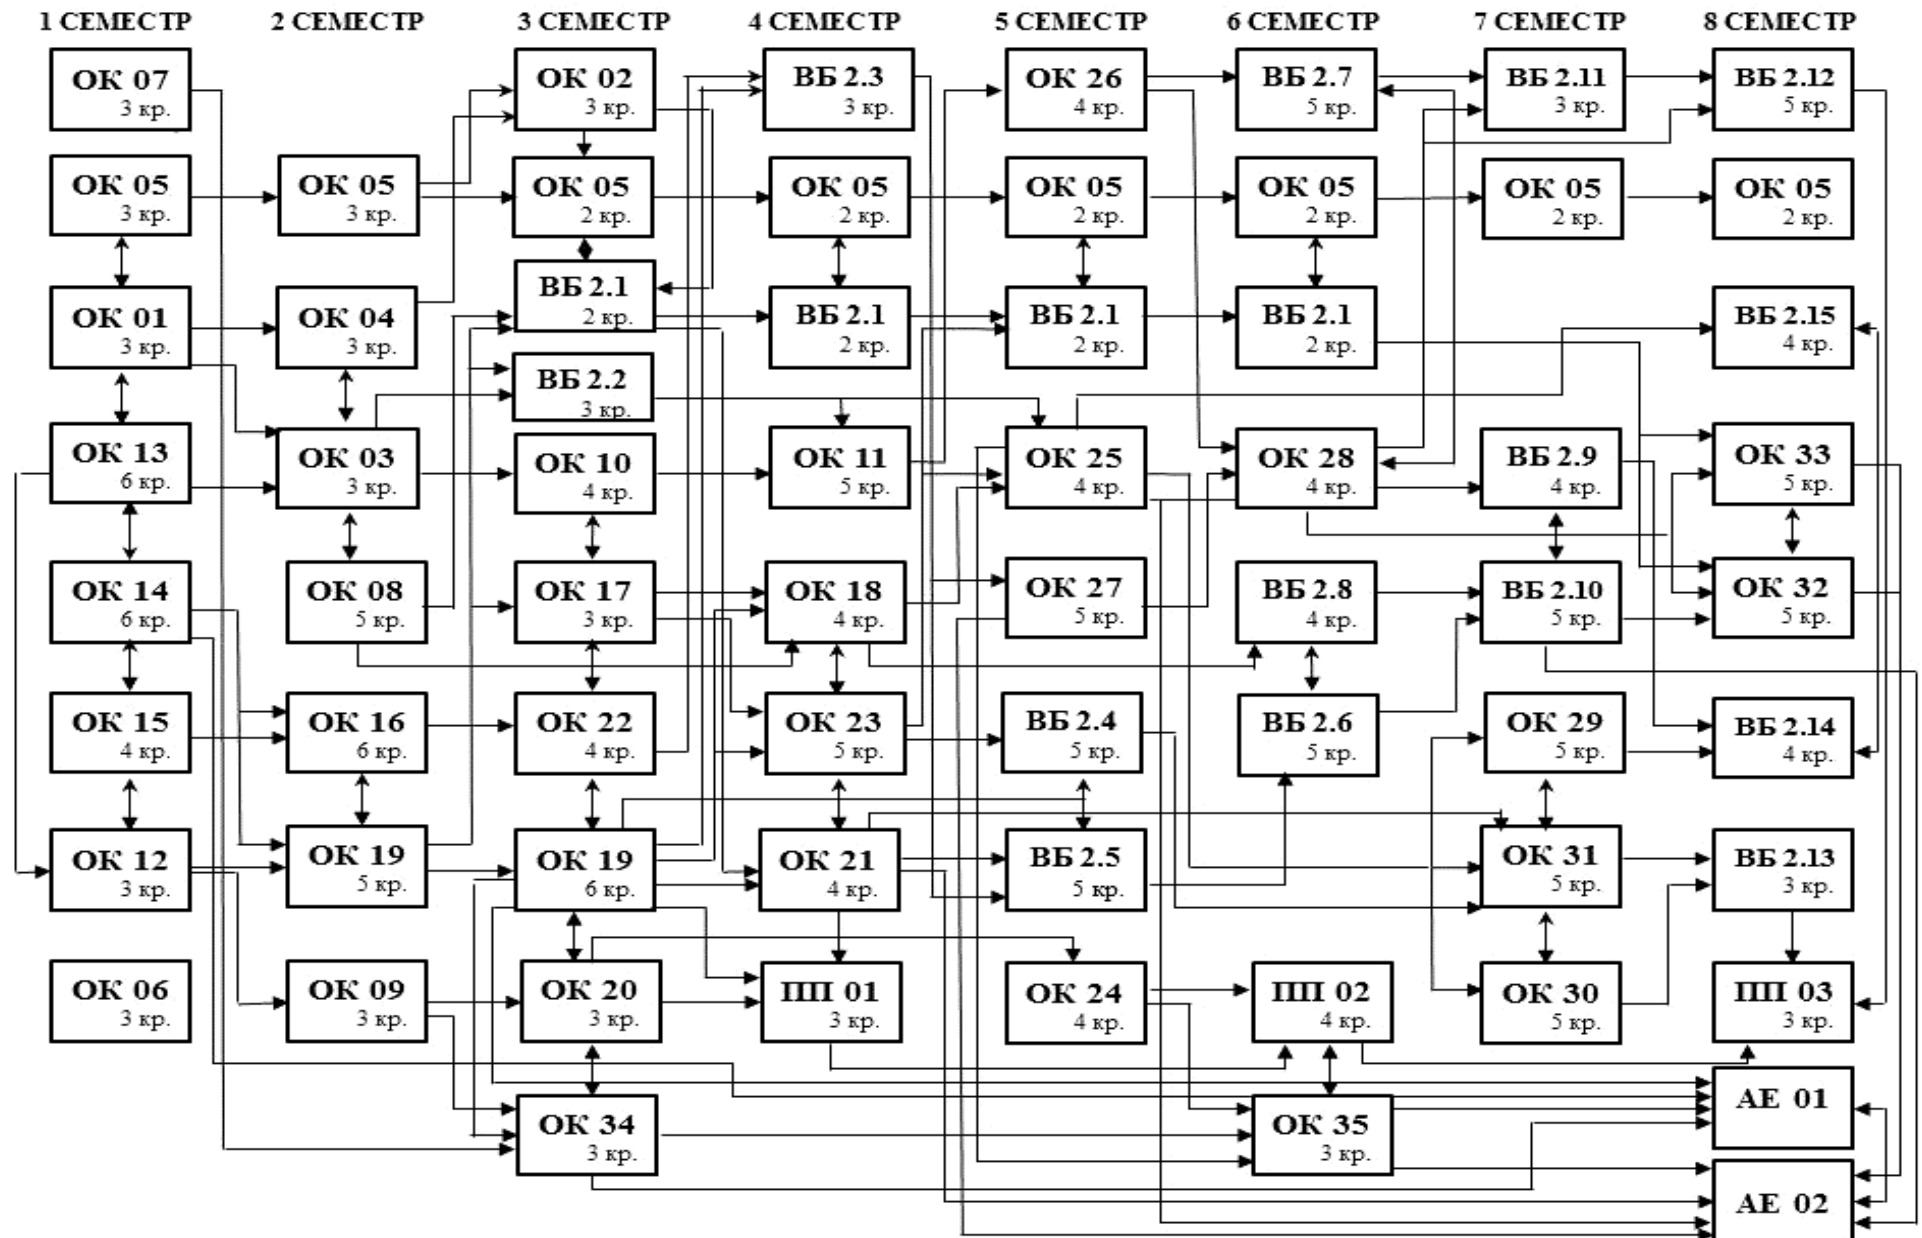 1 СЕМЕСТР
2 СЕМЕСТР
3 СЕМЕСТР
4 СЕМЕСТР
5 СЕМЕСТР
6 СЕМЕСТР
7 СЕМЕСТР
8 СЕМЕСТР
ОК 07
3 кр.
ОК 02
3 кр.
ВБ 2.3
3 кр.
ОК 26
4 кр.
ВБ 2.7
5 кр.
ВБ 2.11
3 кр.
ВБ 2.12
5 кр.
ОК 05
3 кр.
ОК 05
3 кр.
ОК 05
2 кр.
ОК 05
2 кр.
ОК 05
2 кр.
ОК 05
2 кр.
ОК 05
2 кр.
ОК 05
2 кр.
ОК 01
3 кр.
ОК 04
3 кр.
ВБ 2.1
2 кр.
ВБ 2.1
2 кр.
ВБ 2.1
2 кр.
ВБ 2.1
2 кр.
ВБ 2.15
4 кр.
ВБ 2.2
3 кр.
ОК 13
6 кр.
ОК 03
3 кр.
ОК 10
4 кр.
ОК 11
5 кр.
ОК 25
4 кр.
ОК 28
4 кр.
ВБ 2.9
4 кр.
ОК 33
5 кр.
ОК 14
6 кр.
ОК 08
5 кр.
ОК 17
3 кр.
ОК 18
4 кр.
ОК 27
5 кр.
ВБ 2.8
4 кр.
ВБ 2.10
5 кр.
ОК 32
5 кр.
ОК 15
4 кр.
ОК 16
6 кр.
ОК 22
4 кр.
ОК 23
5 кр.
ВБ 2.4
5 кр.
ВБ 2.6
5 кр.
ОК 29
5 кр.
ВБ 2.14
4 кр.
ОК 12
3 кр.
ОК 19
5 кр.
ОК 19
6 кр.
ОК 21
4 кр.
ВБ 2.5
5 кр.
ОК 31
5 кр.
ВБ 2.13
3 кр.
ОК 06
3 кр.
ОК 09
3 кр.
ОК 20
3 кр.
ПП 01
3 кр.
ОК 24
4 кр.
ПП 02
4 кр.
ОК 30
5 кр.
ПП 03
3 кр.
ОК 34
3 кр.
ОК 35
3 кр.
АЕ 01
АЕ 02